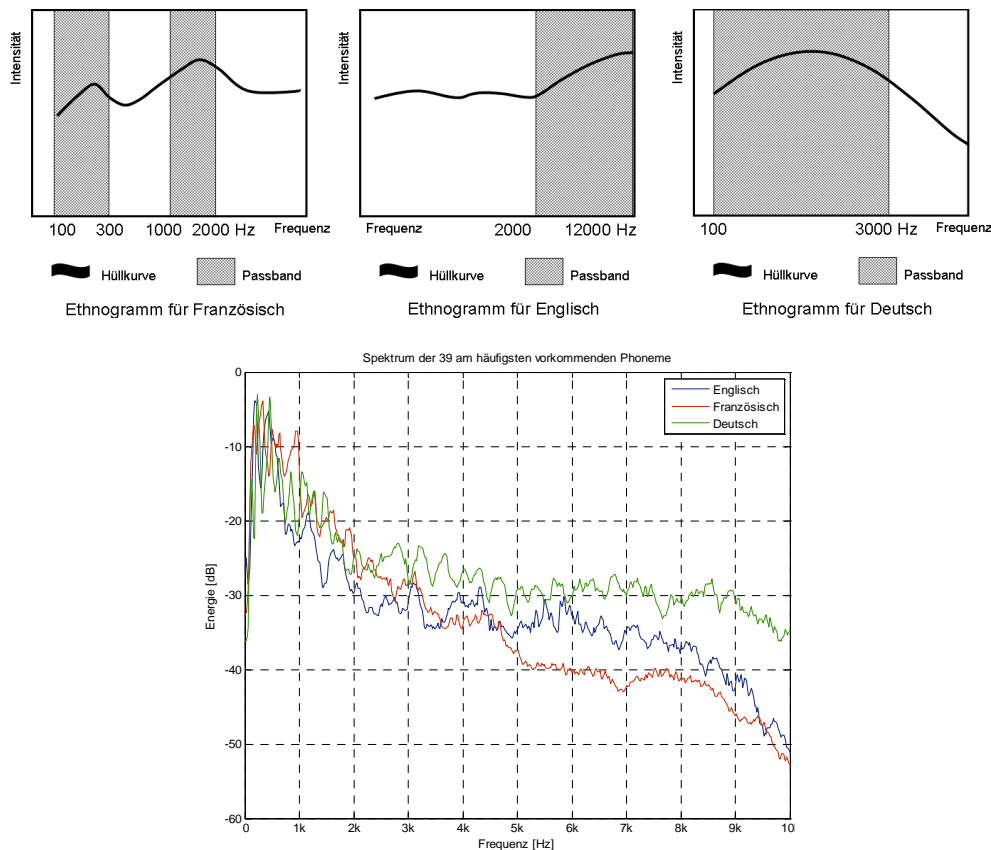 Intensität
100 300 1000 2000 Hz Frequenz
Hüllkurve Passband
Ethnogramm für Französisch
Intensität
Frequenz 2000 12000 Hz
Hüllkurve Passband
Ethnogramm für Englisch
Intensität
100 3000 Hz Frequenz
Hüllkurve Passband
Ethnogramm für Deutsch
Spektrum der 39 am häufigsten vorkommenden Phoneme
Englisch
Französisch
Deutsch
Energie [dB]
0
-10
-20
-30
-40
-50
-60
0 1k 2k 3k 4k 5k 6k 7k 8k 9k 10
Frequenz [Hz]